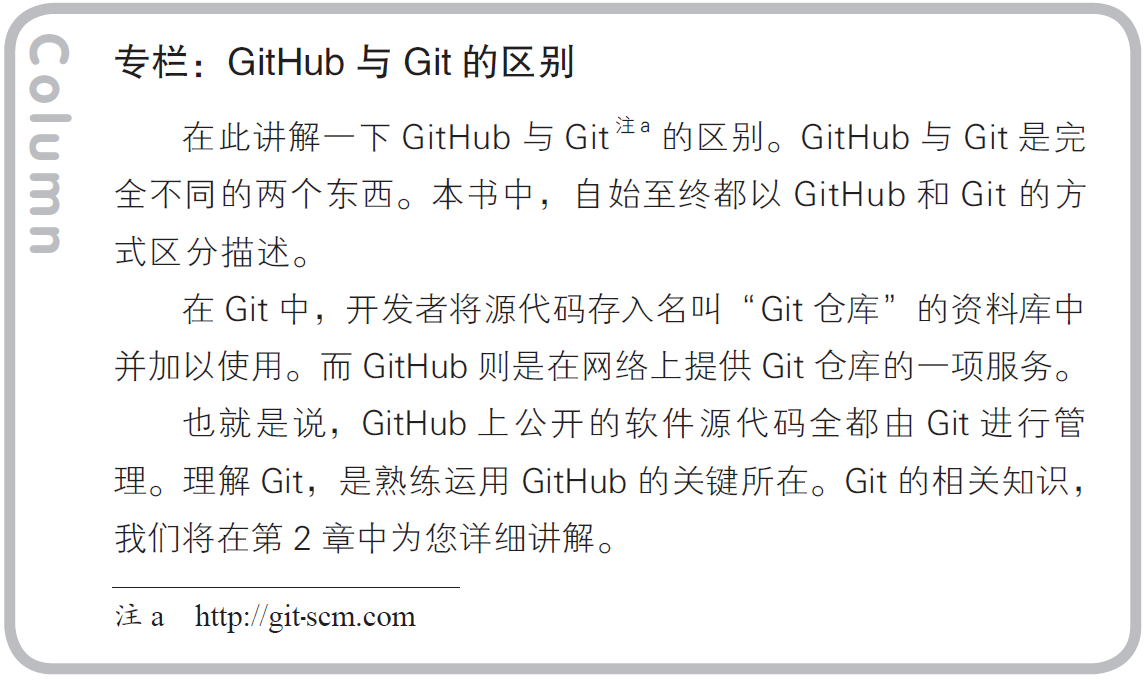 Column
专栏：GitHub 与 Git 的区别
在此讲解一下 GitHub 与 Git 注a 的区别。GitHub 与 Git 是完
全不同的两个东西。本书中，自始至终都以 GitHub 和 Git 的方
式区分描述。
在 Git 中，开发者将源代码存入名叫“Git 仓库”的资料库中
并加以使用。而 GitHub 则是在网络上提供 Git 仓库的一项服务。
也就是说，GitHub 上公开的软件源代码全都由 Git 进行管
理。理解 Git，是熟练运用 GitHub 的关键所在。Git 的相关知识，
我们将在第 2 章中为您详细讲解。
注 a http://git-scm.com